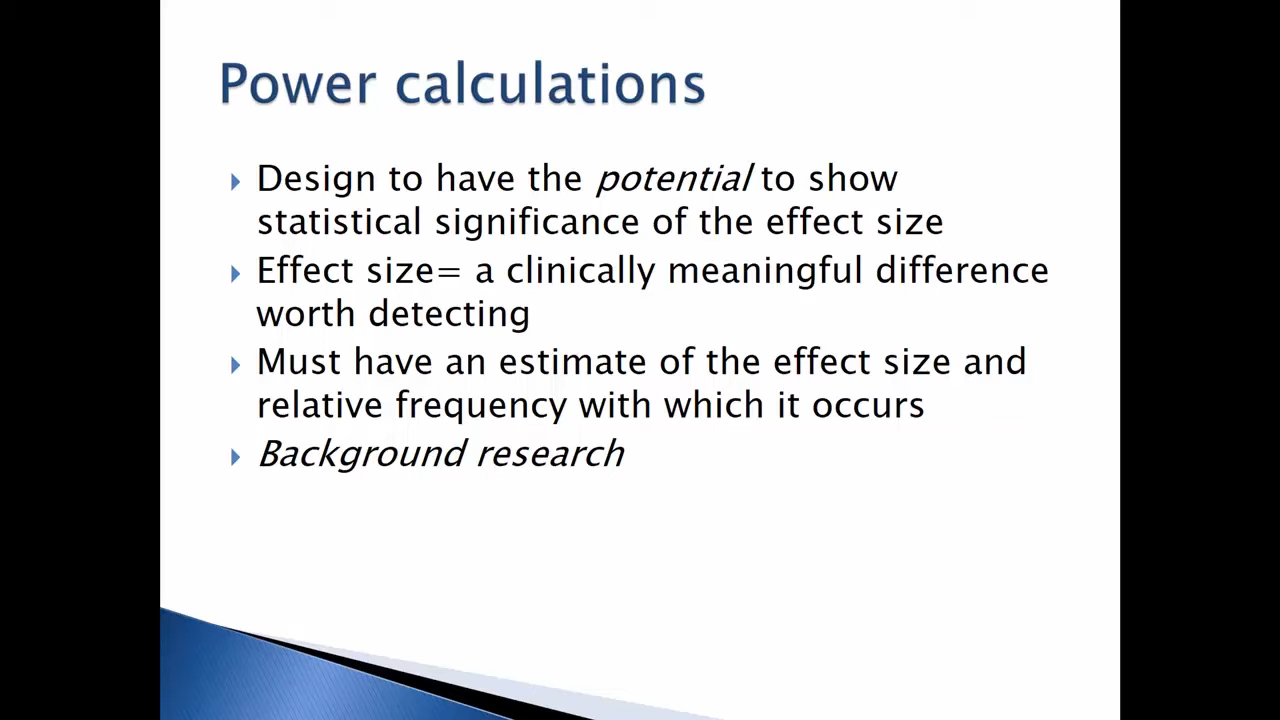 Power calculations
Design to have the potential to show
statistical significance of the effect size
Effect size= a clinically meaningful difference
worth detecting
Must have an estimate of the effect size and
relative frequency with which it occurs
Background research